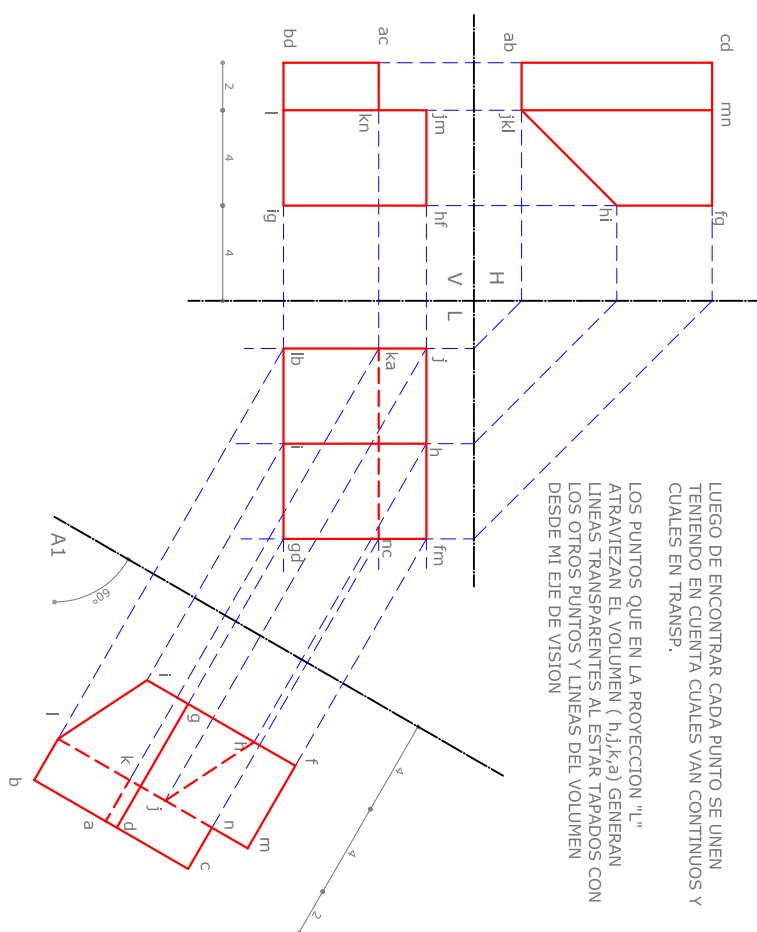 cd
mn
fg
LUEGO DE ENCONTRAR CADA PUNTO SE UNEN
TENIENDO EN CUENTA CUALES VAN CONTINUOS Y
CUALES EN TRANSP.
LOS PUNTOS QUE EN LA PROYECCION "L"
ATRAVIEZAN EL VOLUMEN ( h,j,k,a) GENERAN
LINEAS TRANSPARENTES AL ESTAR TAPADOS CON
LOS OTROS PUNTOS Y LINEAS DEL VOLUMEN
DESDE MI EJE DE VISION
hi
ab
jkl
H
V
L
jm
hf
j
h
fm
ac
kn
ka
nc
bd
l
ig
lb
i
gd
2
4
4
4
4
2
A1
60°
f
m
h
n
c
g
j
i
d
k
a
l
b